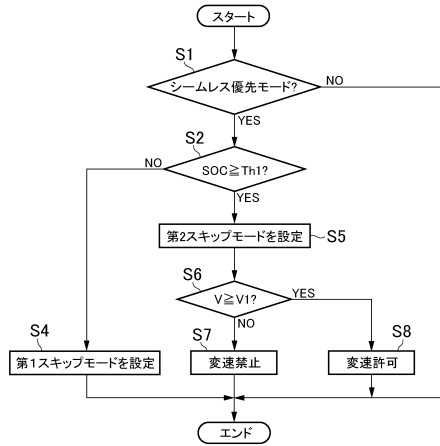 スタート
S1
シームレス優先モード?
NO
YES
S2
NO
SOC≧Th1?
YES
第2スキップモードを設定
S5
S6
V≧V1?
YES
NO
S4
S7
S8
第1スキップモードを設定
変速禁止
変速許可
エンド